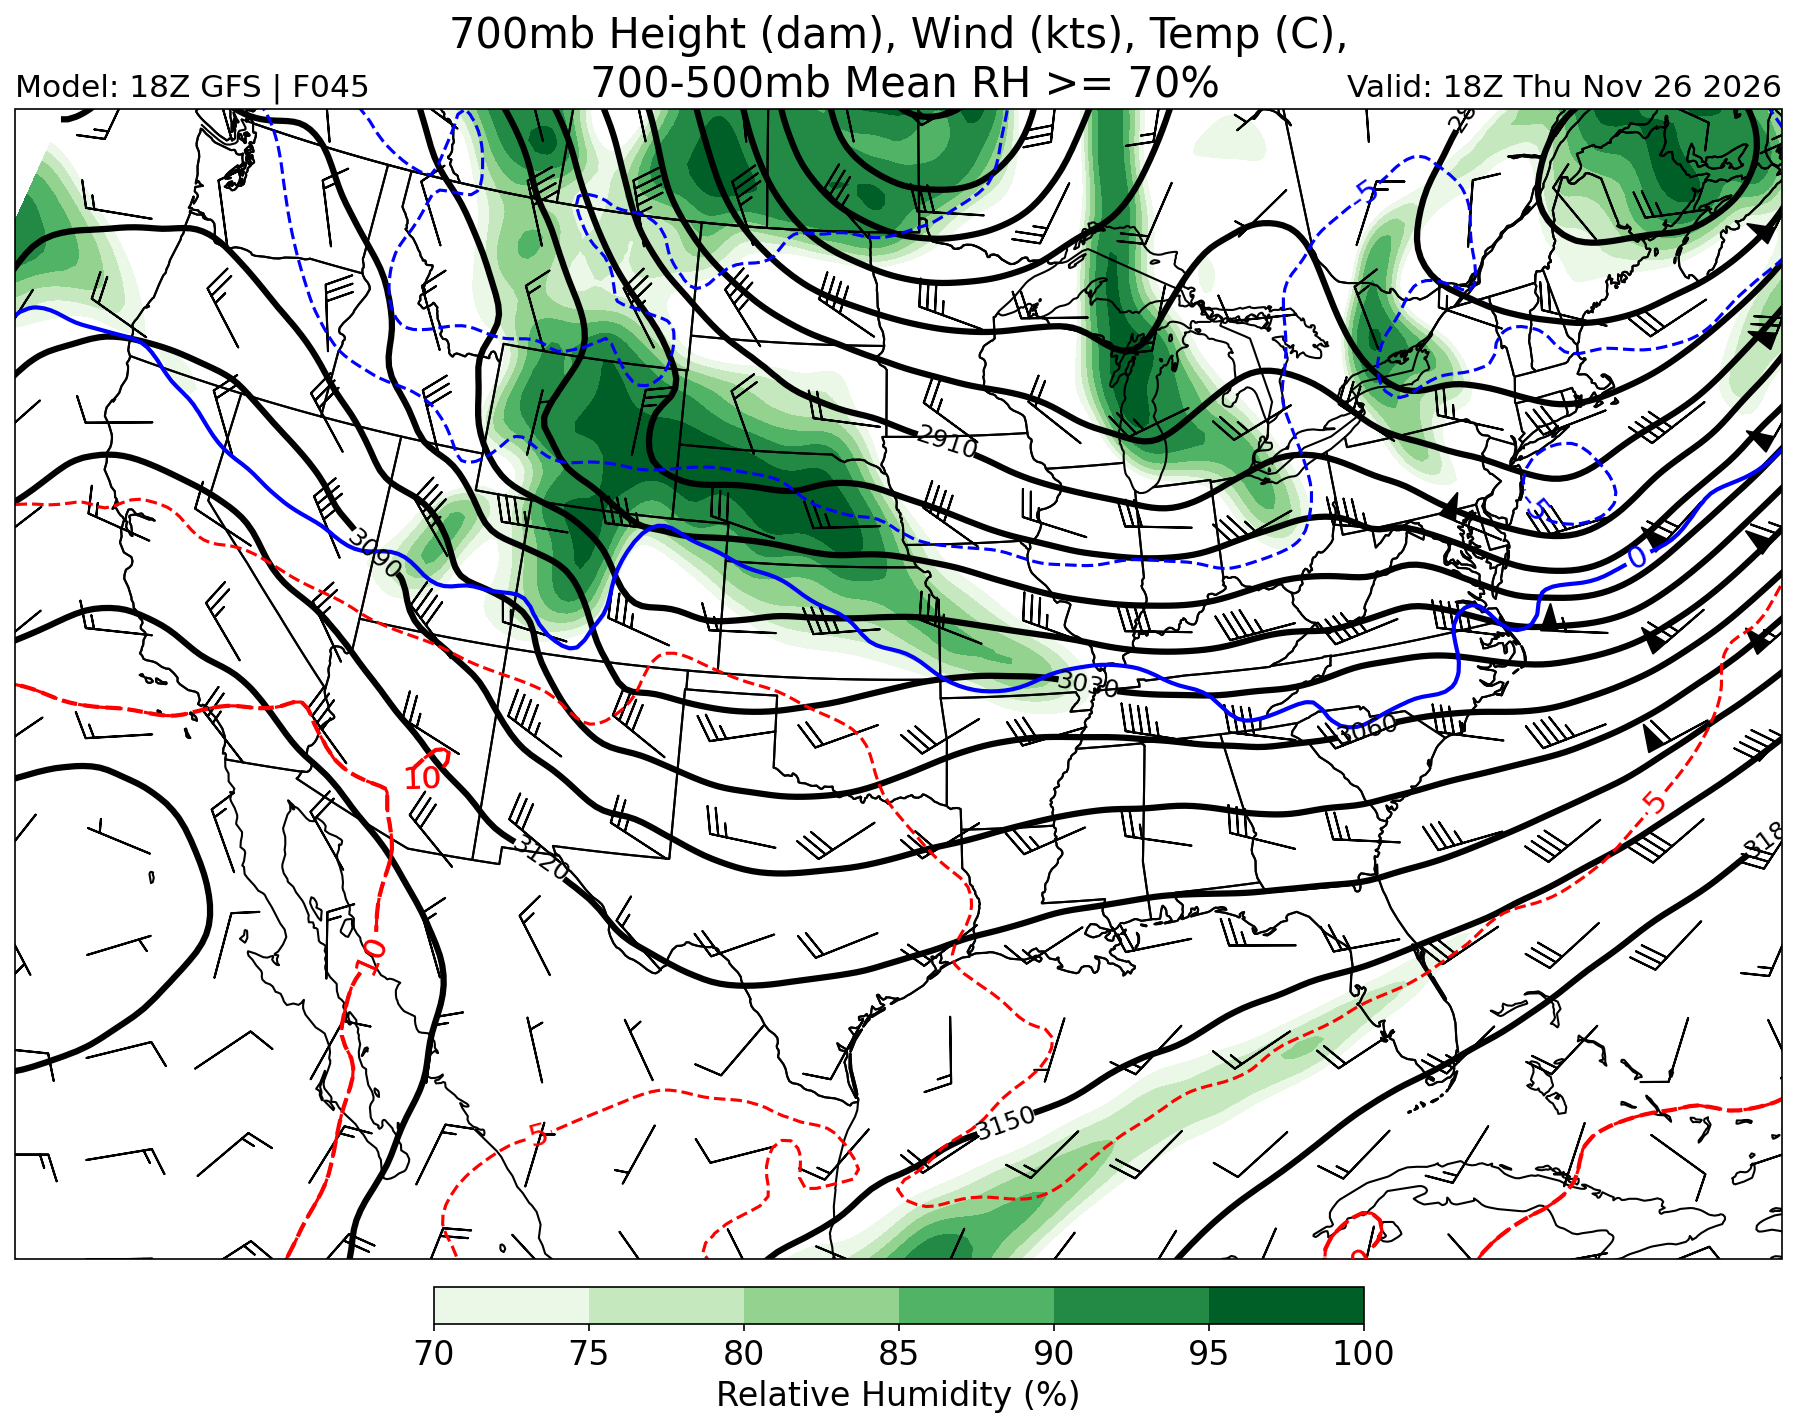 700mb Height (dam), Wind (kts), Temp (C),
Model: 18Z GFS | F045
700-500mb Mean RH >= 70%
Valid: 18Z Thu Nov 26 2026
5
2910
5
3090
0
3030
3060
10
5
3120
10
3150
5
70 75 80 85 90 95 100
Relative Humidity (%)